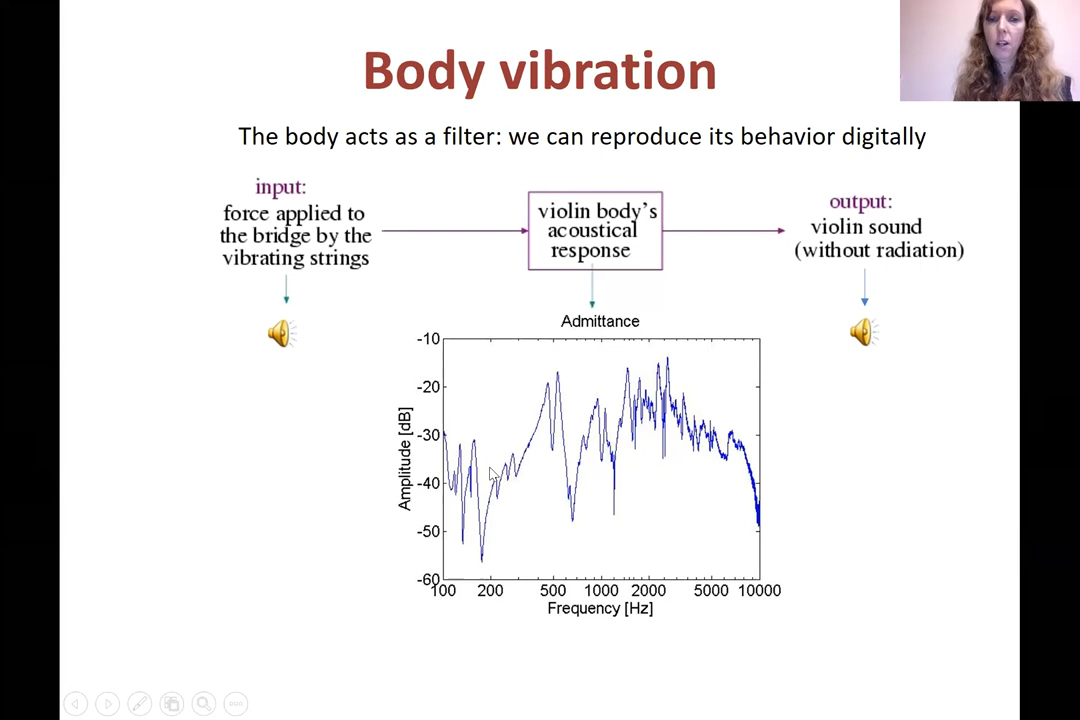 Body vibration
The body acts as a filter: we can reproduce its behavior digitally
input:
force applied to
the bridge by the
vibrating strings
violin body's
acoustical
response
output:
violin sound
(without radiation)
Admittance
Amplitude [dB]
-10
-20
-30
-40
-50
-60
100 200 500 1000 2000 5000 10000
Frequency [Hz]